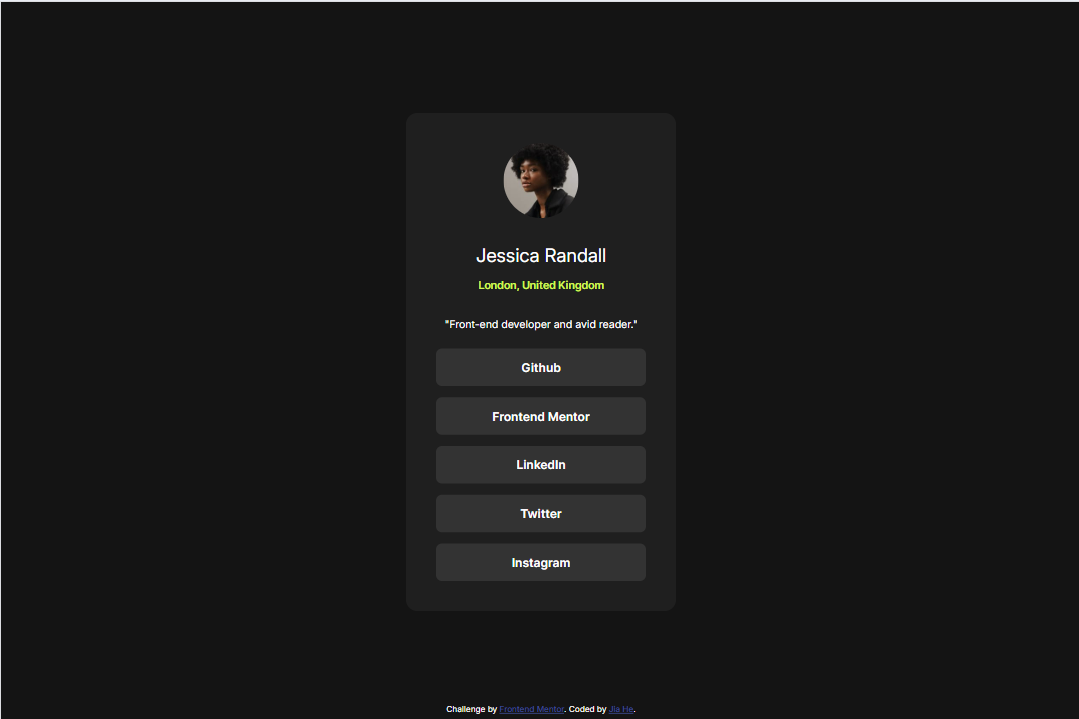 Jessica Randall
London, United Kingdom
"Front-end developer and avid reader."
Github
Frontend Mentor
LinkedIn
Twitter
Instagram
Challenge by Frontend Mentor. Coded by Jia He.